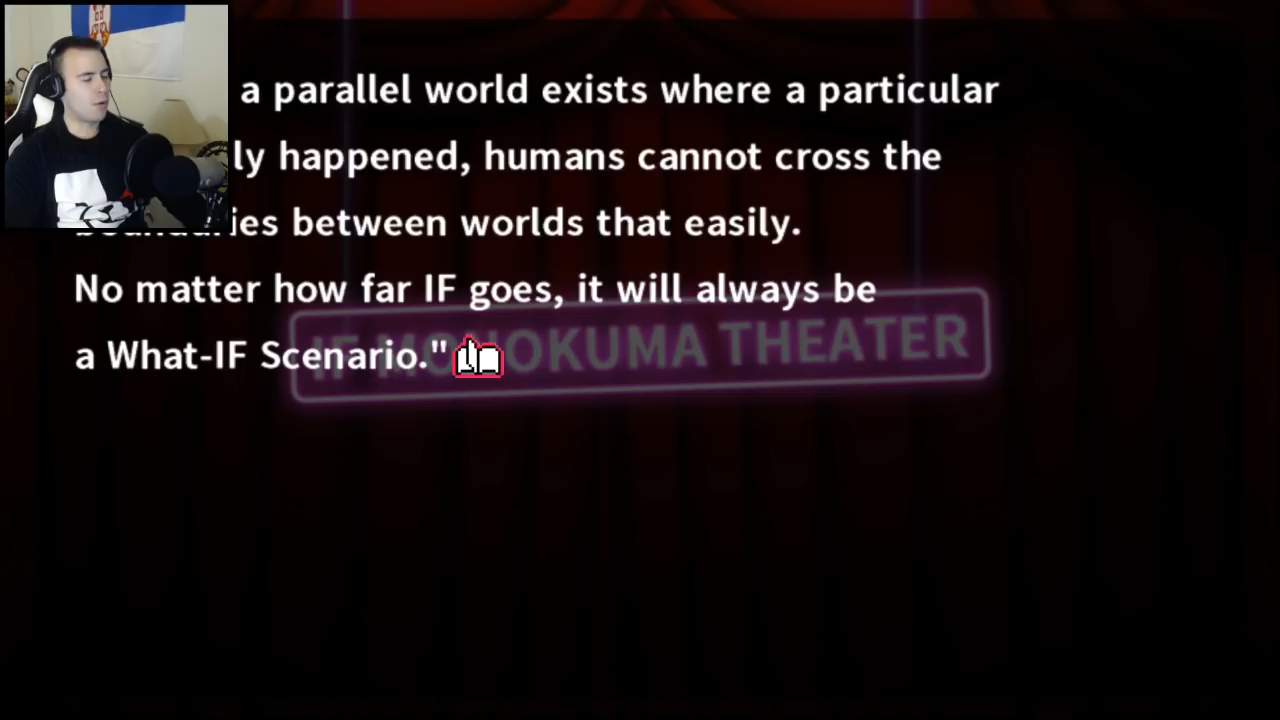 a parallel world exists where a particular
ly happened, humans cannot cross the
boundaries between worlds that easily.
No matter how far IF goes, it will always be
a What-IF Scenario."
IF MONOKUMA THEATER